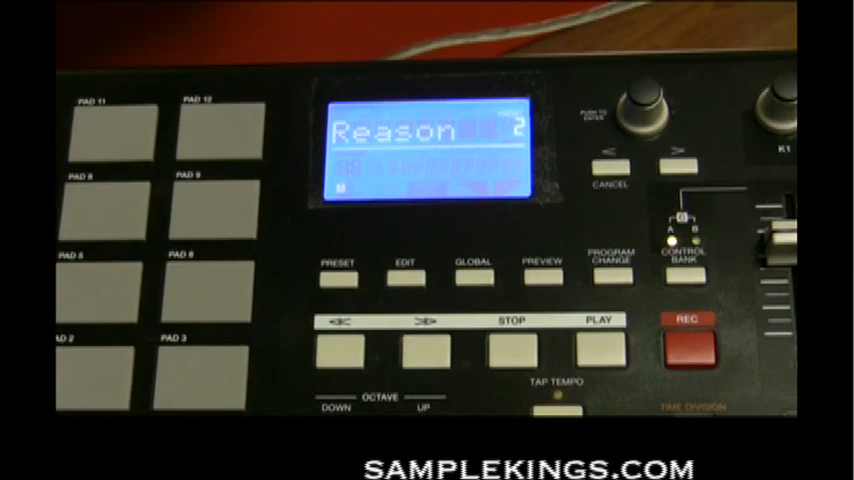 PAD 11
PAD 12
PAD 8
PAD 9
PAD 5
PAD 6
PAD 3
Reason
2
M
PUSH TO
ENTER
K1
<
>
CANCEL
A B
CONTROL
BANK
PRESET
EDIT
GLOBAL
PREVIEW
PROGRAM
CHANGE
<<
>>
STOP
PLAY
REC
TAP TEMPO
OCTAVE
DOWN
UP
TIME DIVISION
SAMPLEKINGS.COM